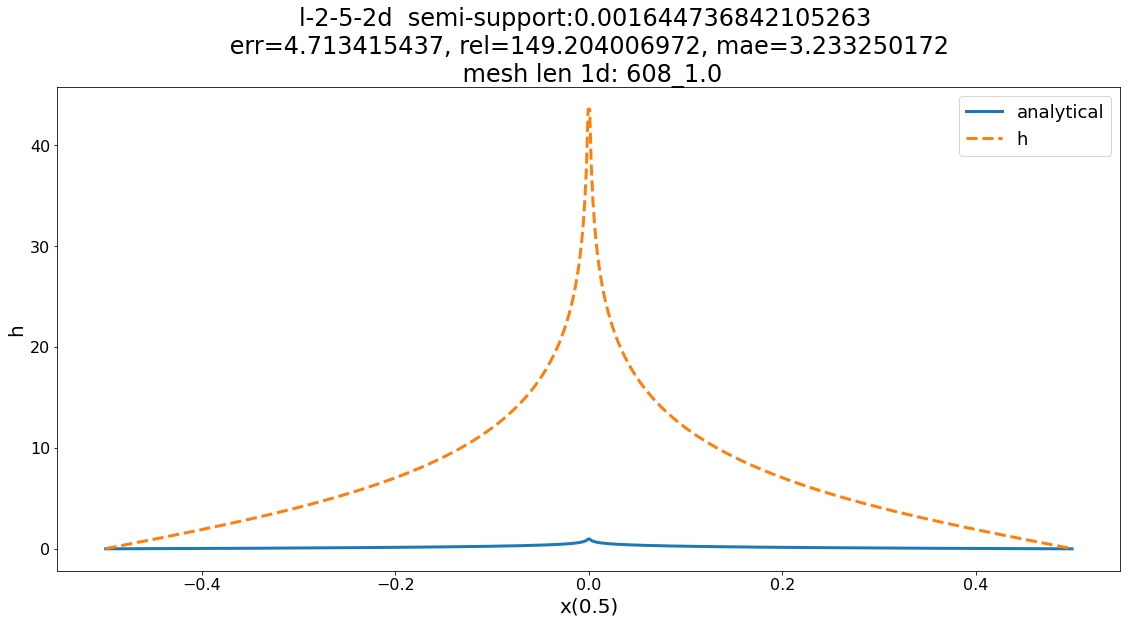 l-2-5-2d  semi-support:0.001644736842105263
err=4.713415437, rel=149.204006972, mae=3.233250172
mesh len 1d: 608_1.0
analytical
h
40
30
20
10
0
h
−0.4
−0.2
0.0
0.2
0.4
x(0.5)